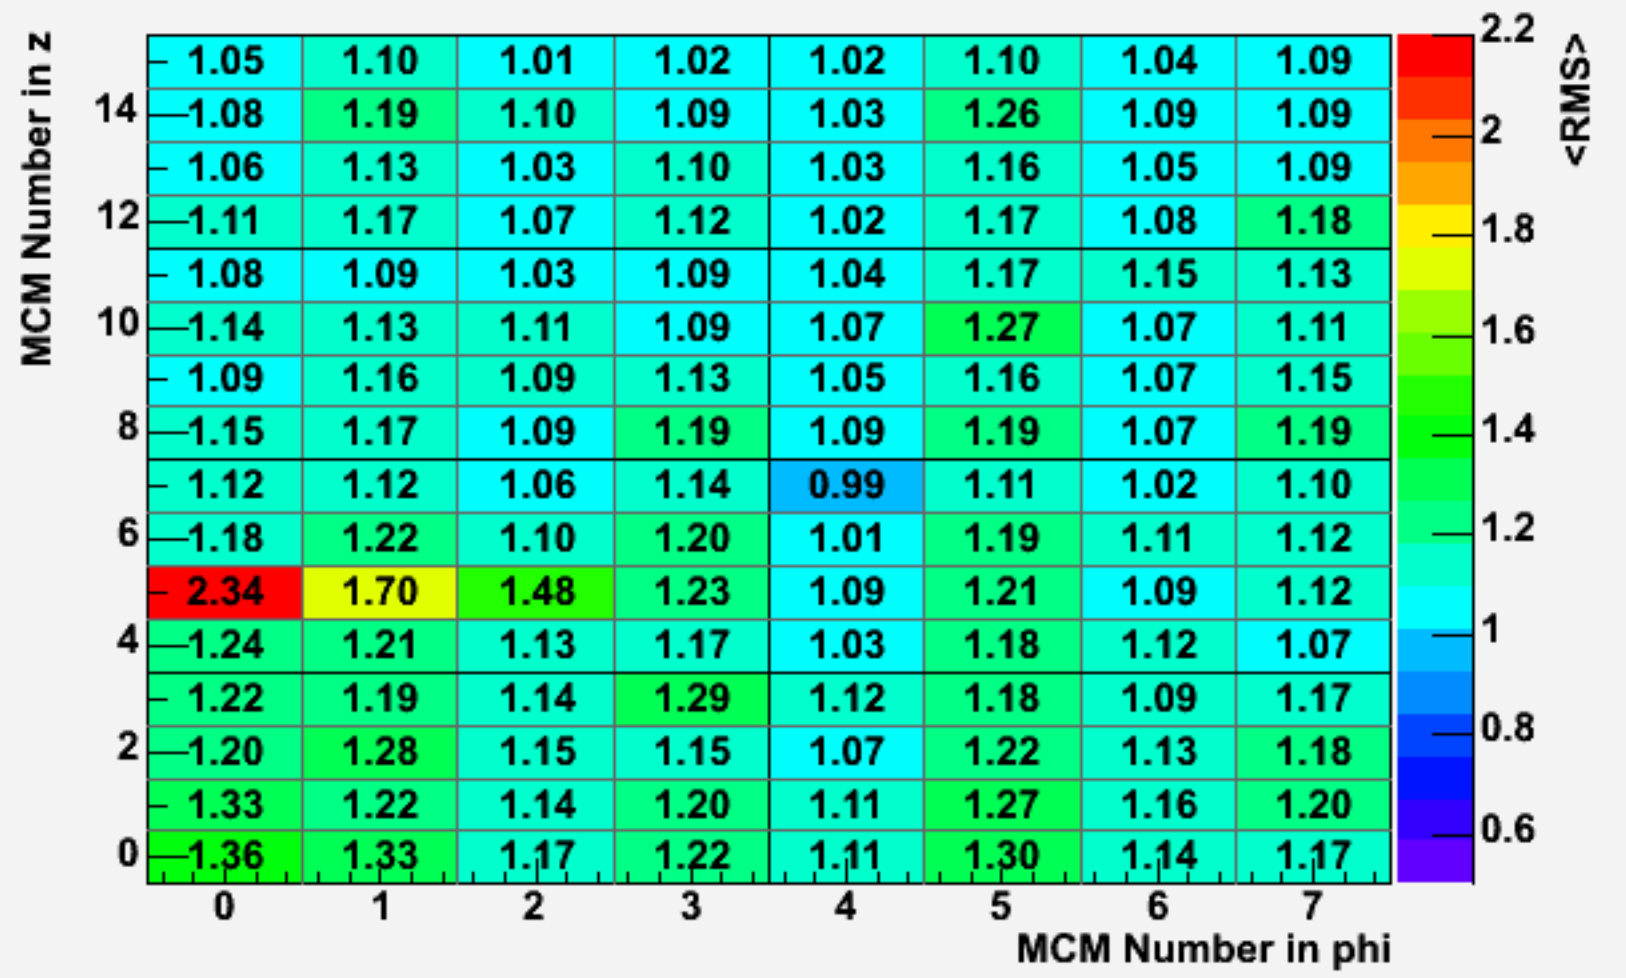 MCM Number in z
1.05 1.10 1.01 1.02 1.02 1.10 1.04 1.09
14 1.08 1.19 1.10 1.09 1.03 1.26 1.09 1.09
1.06 1.13 1.03 1.10 1.03 1.16 1.05 1.09
12 1.11 1.17 1.07 1.12 1.02 1.17 1.08 1.18
1.08 1.09 1.03 1.09 1.04 1.17 1.15 1.13
10 1.14 1.13 1.11 1.09 1.07 1.27 1.07 1.11
1.09 1.16 1.09 1.13 1.05 1.16 1.07 1.15
8 1.15 1.17 1.09 1.19 1.09 1.19 1.07 1.19
1.12 1.12 1.06 1.14 0.99 1.11 1.02 1.10
6 1.18 1.22 1.10 1.20 1.01 1.19 1.11 1.12
2.34 1.70 1.48 1.23 1.09 1.21 1.09 1.12
4 1.24 1.21 1.13 1.17 1.03 1.18 1.12 1.07
1.22 1.19 1.14 1.29 1.12 1.18 1.09 1.17
2 1.20 1.28 1.15 1.15 1.07 1.22 1.13 1.18
1.33 1.22 1.14 1.20 1.11 1.27 1.16 1.20
0 1.36 1.33 1.17 1.22 1.11 1.30 1.14 1.17
0 1 2 3 4 5 6 7
MCM Number in phi
2.2
2
1.8
1.6
1.4
1.2
1
0.8
0.6
<RMS>